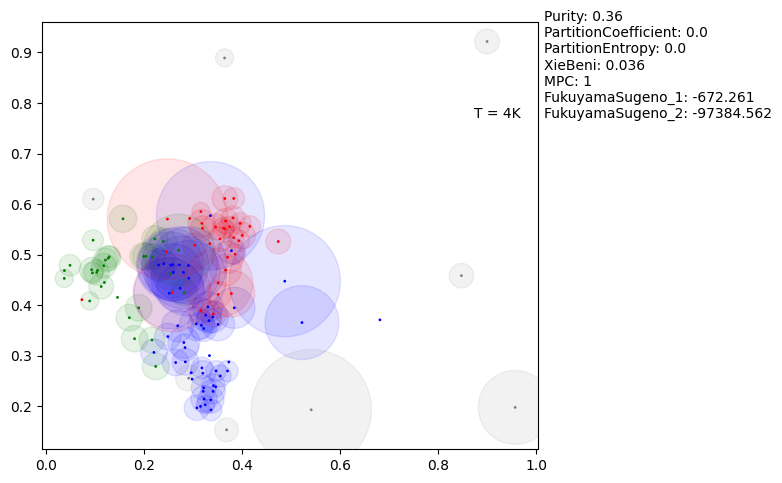 Purity: 0.36
PartitionCoefficient: 0.0
PartitionEntropy: 0.0
XieBeni: 0.036
MPC: 1
FukuyamaSugeno_1: -672.261
FukuyamaSugeno_2: -97384.562
T = 4K
0.9
0.8
0.7
0.6
0.5
0.4
0.3
0.2
0.0 0.2 0.4 0.6 0.8 1.0